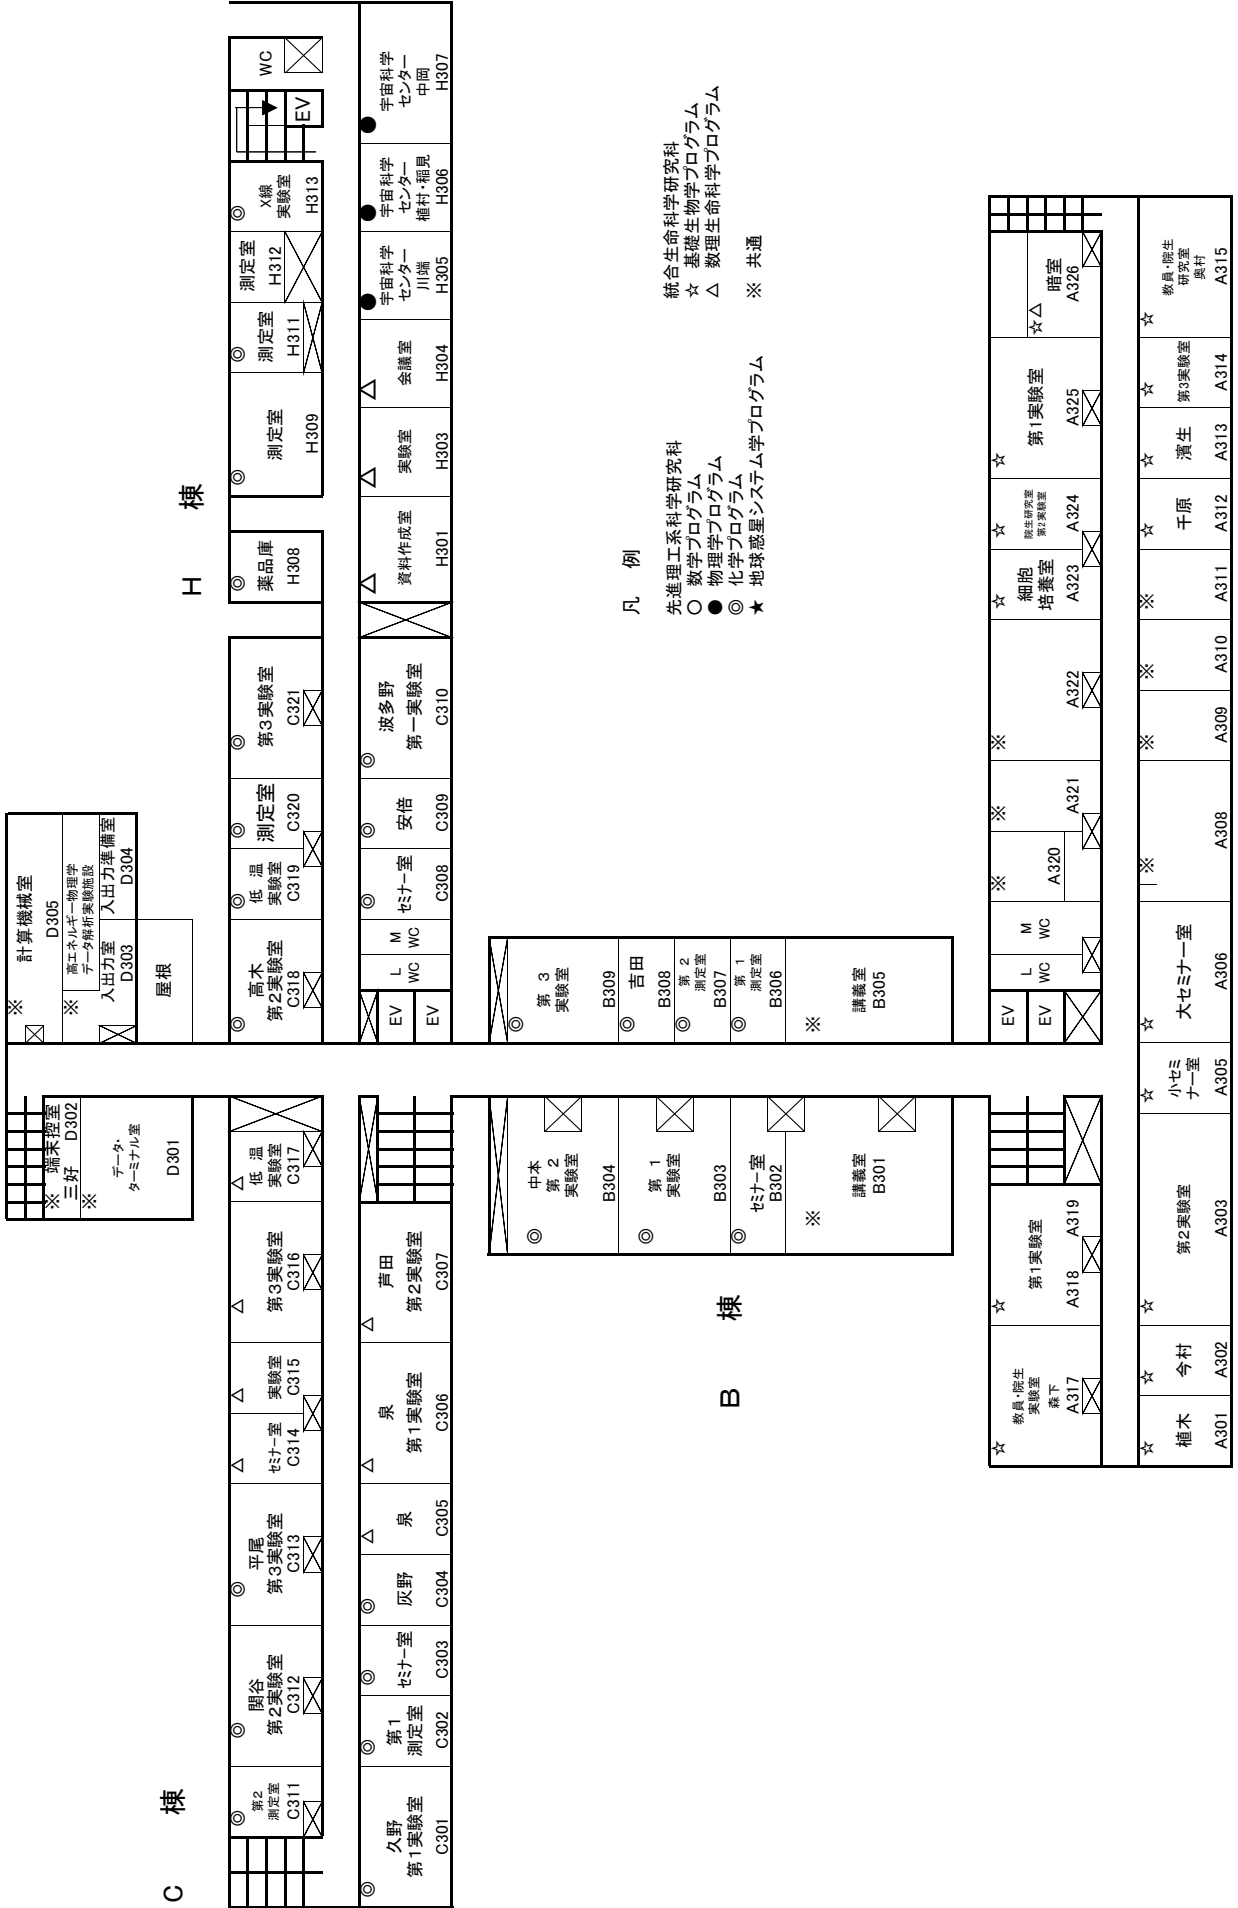 C 棟
H 棟
B 棟
計算機械室
D305
※
高エネルギー物理学
データ解析実験施設
※
入出力室
D303
入出力準備室
D304
屋根
※ 端末控室
三好 D302
※
データ・
ターミナル室
D301
◎
第2
測定室
C311
◎
関谷
第2実験室
C312
◎
平尾
第3実験室
C313
△
セミナー室
C314
△
実験室
C315
△
第3実験室
C316
△
低 温
実験室
C317
◎
高木
第2実験室
C318
◎
低 温
実験室
C319
◎
測定室
C320
◎
第3実験室
C321
◎
薬品庫
H308
◎
測定室
H309
◎
測定室
H311
測定室
H312
◎
X線
実験室
H313
EV
WC
◎
久野
第1実験室
C301
◎
第1
測定室
C302
◎
セミナー室
C303
◎
灰野
C304
△
泉
C305
△
泉
第1実験室
C306
△
芦田
第2実験室
C307
EV
EV
L
WC
M
WC
◎
セミナー室
C308
◎
安倍
C309
◎
波多野
第一実験室
C310
△
資料作成室
H301
△
実験室
H303
△
会議室
H304
●
宇宙科学
センター
川端
H305
●
宇宙科学
センター
植村・稲見
H306
●
宇宙科学
センター
中岡
H307
◎
中本
第 2
実験室
B304
◎
第 1
実験室
B303
◎
セミナー室
B302
※
講義室
B301
◎
第 3
実験室
B309
◎
吉田
B308
◎
第 2
測定室
B307
◎
第 1
測定室
B306
※
講義室
B305
凡 例
先進理工系科学研究科
○ 数学プログラム
● 物理学プログラム
◎ 化学プログラム
★ 地球惑星システム学プログラム
統合生命科学研究科
☆ 基礎生物学プログラム
△ 数理生命科学プログラム
※ 共通
☆
教員・院生
実験室
森下
A317
☆
第1実験室
A318 A319
EV
EV
L
WC
M
WC
※
A320
※
A321
※
A322
☆
細胞
培養室
A323
☆
院生研究室
第2実験室
A324
☆
第1実験室
A325
☆△
暗室
A326
☆
植木
A301
☆
今村
A302
☆
第2実験室
A303
☆
小セミ
ナー室
A305
☆
大セミナー室
A306
※
A308
※
A309
※
A310
※
A311
☆
千原
A312
☆
濱生
A313
☆
第3実験室
A314
☆
教員・院生
研究室
奥村
A315